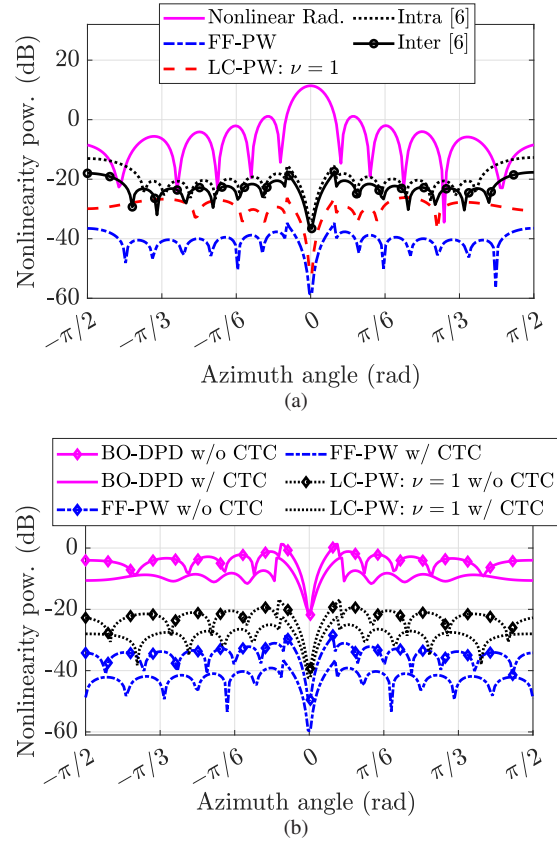 Nonlinear Rad.
FF-PW
LC-PW: ν = 1
Intra [6]
Inter [6]
20
0
−20
−40
−60
Nonlinearity pow. (dB)
−π/2
−π/3
−π/6
0
π/6
π/3
π/2
Azimuth angle (rad)
(a)
BO-DPD w/o CTC
BO-DPD w/ CTC
FF-PW w/o CTC
FF-PW w/ CTC
LC-PW: ν = 1 w/o CTC
LC-PW: ν = 1 w/ CTC
0
−20
−40
−60
Nonlinearity pow. (dB)
−π/2
−π/3
−π/6
0
π/6
π/3
π/2
Azimuth angle (rad)
(b)